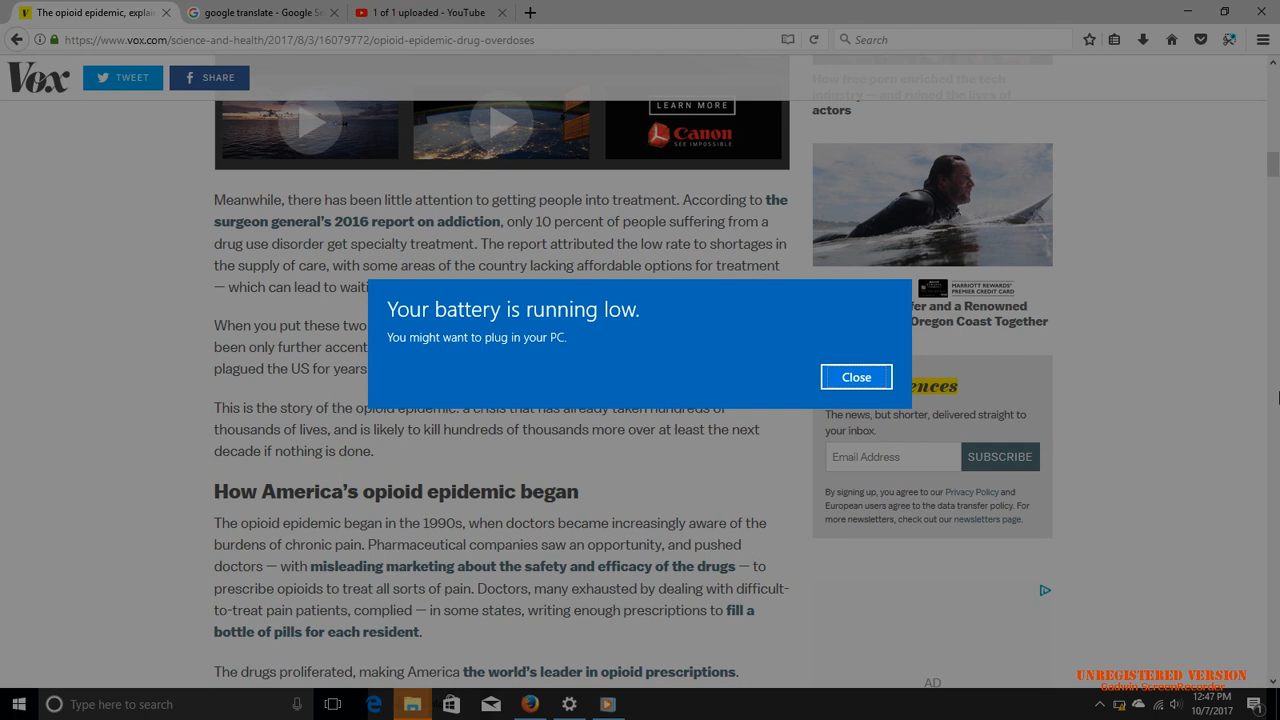 The opioid epidemic, explai
google translate - Google Se
1 of 1 uploaded - YouTube
https://www.vox.com/science-and-health/2017/8/3/16079772/opioid-epidemic-drug-overdoses
Search
Vox
TWEET
SHARE
How free porn enriched the tech
industry — and ruined the lives of
actors
LEARN MORE
Canon
SEE IMPOSSIBLE
Meanwhile, there has been little attention to getting people into treatment. According to the
surgeon general's 2016 report on addiction, only 10 percent of people suffering from a
drug use disorder get specialty treatment. The report attributed the low rate to shortages in
the supply of care, with some areas of the country lacking affordable options for treatment
— which can lead to waiti
When you put these two
been only further accent
plagued the US for years
Your battery is running low.
You might want to plug in your PC.
Close
MARRIOTT REWARDS
PREMIER CREDIT CARD
fer and a Renowned
Oregon Coast Together
This is the story of the opioid epidemic: a crisis that has already taken hundreds of
thousands of lives, and is likely to kill hundreds of thousands more over at least the next
decade if nothing is done.
ences
The news, but shorter, delivered straight to
your inbox.
Email Address
SUBSCRIBE
By signing up, you agree to our Privacy Policy and
European users agree to the data transfer policy. For
more newsletters, check out our newsletters page.
How America's opioid epidemic began
The opioid epidemic began in the 1990s, when doctors became increasingly aware of the
burdens of chronic pain. Pharmaceutical companies saw an opportunity, and pushed
doctors — with misleading marketing about the safety and efficacy of the drugs — to
prescribe opioids to treat all sorts of pain. Doctors, many exhausted by dealing with difficult-
to-treat pain patients, complied — in some states, writing enough prescriptions to fill a
bottle of pills for each resident.
The drugs proliferated, making America the world's leader in opioid prescriptions.
AD
UNREGISTERED VERSION
Gadwin ScreenRecorder
Type here to search
12:47 PM
10/7/2017
1